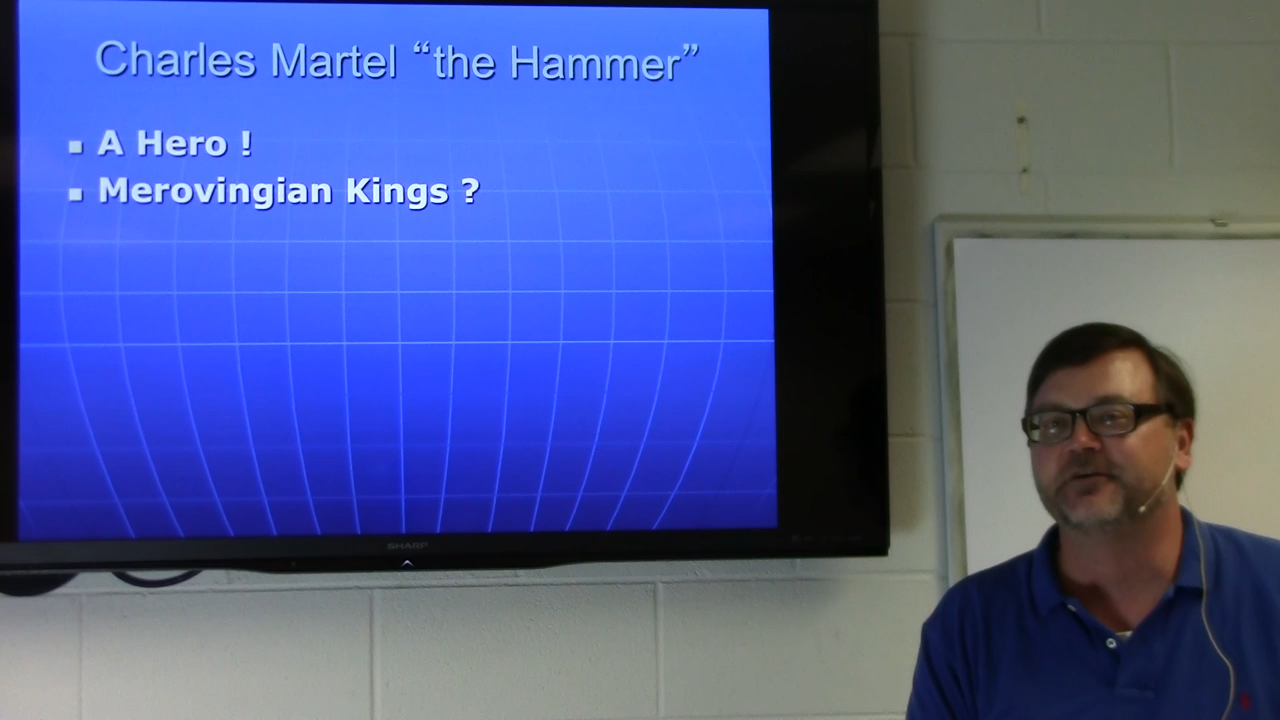 Charles Martel “the Hammer”
A Hero !
Merovingian Kings ?
SHARP